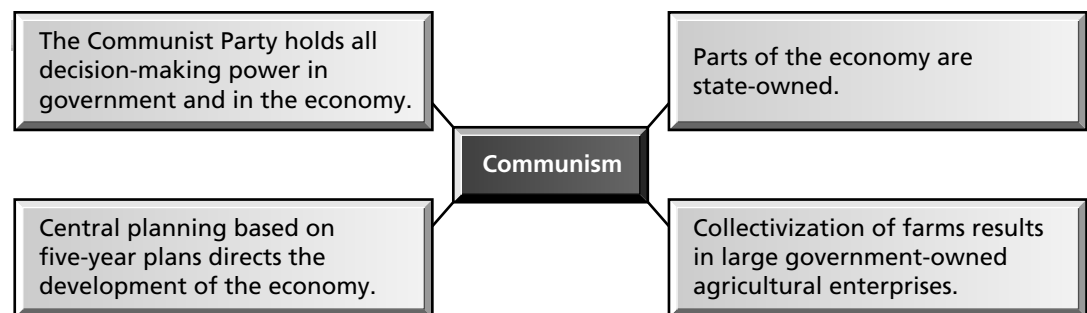 The Communist Party holds all
decision-making power in
government and in the economy.
Parts of the economy are
state-owned.
Communism
Central planning based on
five-year plans directs the
development of the economy.
Collectivization of farms results
in large government-owned
agricultural enterprises.